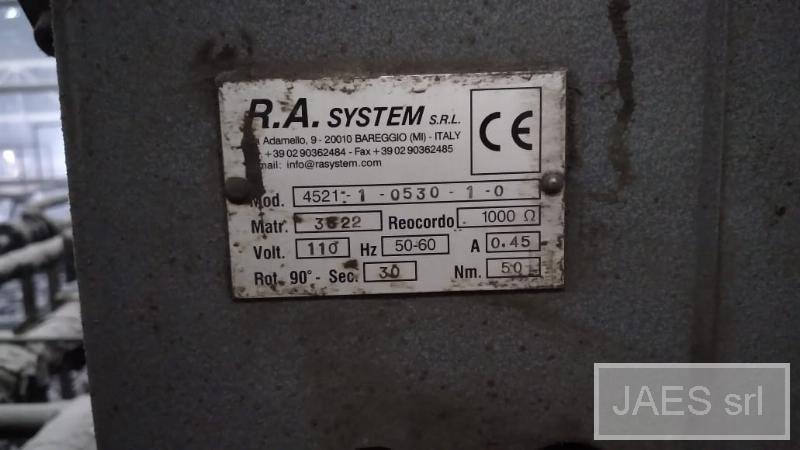 R.A. SYSTEM S.R.L.
Adamello, 9 - 20010 BAREGGIO (MI) - ITALY
+39 02 90362484 - Fax +39 02 90362485
mail: info@rasystem.com
CE
Mod. 4521-1-0530-1-0
Matr. 3622 Reocordo 1000 Ω
Volt. 110 Hz 50-60 A 0.45
Rot. 90° - Sec. 30 Nm. 50
JAES srl